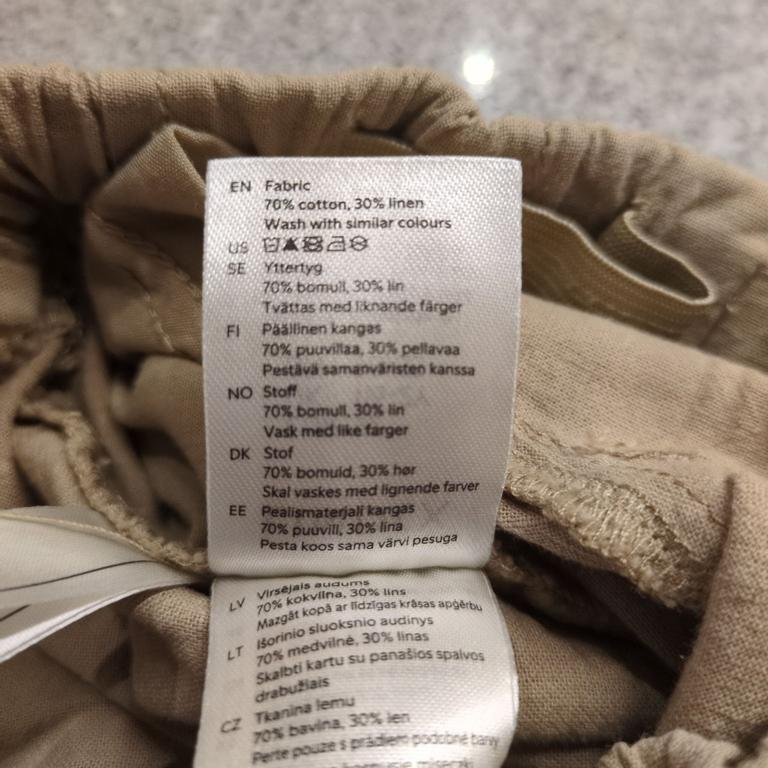 EN Fabric
70% cotton, 30% linen
Wash with similar colours
US
SE Yttertyg
70% bomull, 30% lin
Tvättas med liknande färger
FI Päällinen kangas
70% puuvillaa, 30% pellavaa
Pestävä samanväristen kanssa
NO Stoff
70% bomull, 30% lin
Vask med like farger
DK Stof
70% bomuld, 30% hør
Skal vaskes med lignende farver
EE Pealismaterjali kangas
70% puuvill, 30% lina
Pesta koos sama värvi pesuga
LV Virsējais audums
70% kokvilna, 30% lins
Mazgāt kopā ar līdzīgas krāsas apģērbu
LT Išorinio sluoksnio audinys
70% medvilnė, 30% linas
Skalbti kartu su panašios spalvos
drabužiais
CZ Tkanina lemu
70% bavlna, 30% len
Perte pouze s prádlem podobné barvy